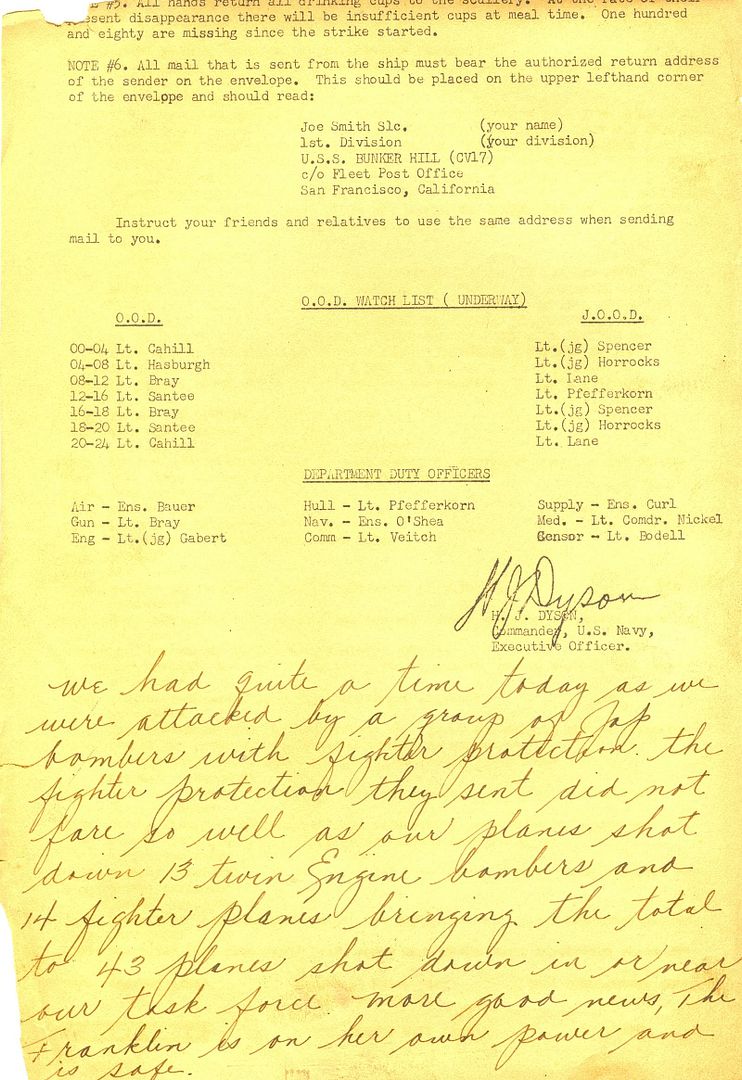 #5. All hands return all drinking cups to the scullery. At the rate of their
present disappearance there will be insufficient cups at meal time. One hundred
and eighty are missing since the strike started.
NOTE #6. All mail that is sent from the ship must bear the authorized return address
of the sender on the envelope. This should be placed on the upper lefthand corner
of the envelope and should read:
Joe Smith Slc. (your name)
1st. Division (your division)
U.S.S. BUNKER HILL (CV17)
c/o Fleet Post Office
San Francisco, California
Instruct your friends and relatives to use the same address when sending
mail to you.
O.O.D. WATCH LIST ( UNDERWAY)
O.O.D. J.O.O.D.
00-04 Lt. Cahill Lt.(jg) Spencer
04-08 Lt. Hasburgh Lt.(jg) Horrocks
08-12 Lt. Bray Lt. Lane
12-16 Lt. Santee Lt. Pfefferkorn
16-18 Lt. Bray Lt.(jg) Spencer
18-20 Lt. Santee Lt.(jg) Horrocks
20-24 Lt. Cahill Lt. Lane
DEPARTMENT DUTY OFFICERS
Air - Ens. Bauer Hull - Lt. Pfefferkorn Supply - Ens. Curl
Gun - Lt. Bray Nav. - Ens. O'Shea Med. - Lt. Comdr. Nickel
Eng - Lt.(jg) Gabert Comm - Lt. Veitch Censor - Lt. Bodell
H J Dyson
H. J. DYSON,
Commander, U.S. Navy,
Executive Officer.
we had quite a time today as we
were attacked by a group of Jap
bombers with fighter protection. the
fighter protection they sent did not
fare so well as our planes shot
down 13 twin Engine bombers and
14 fighter planes bringing the total
to 43 planes shot down in or near
our task force. more good news, The
Franklin is on her own power and
is safe.